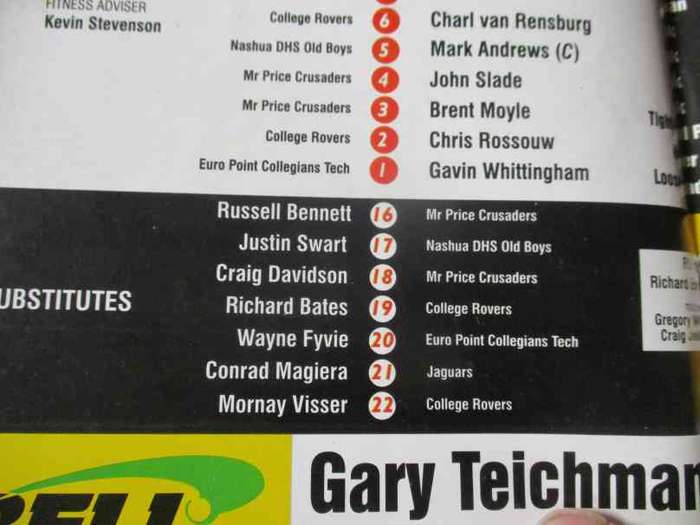 FITNESS ADVISER
Kevin Stevenson
College Rovers 6 Charl van Rensburg
Nashua DHS Old Boys 5 Mark Andrews (C)
Mr Price Crusaders 4 John Slade
Mr Price Crusaders 3 Brent Moyle
College Rovers 2 Chris Rossouw
Euro Point Collegians Tech 1 Gavin Whittingham
Russell Bennett 16 Mr Price Crusaders
Justin Swart 17 Nashua DHS Old Boys
Craig Davidson 18 Mr Price Crusaders
UBSTITUTES Richard Bates 19 College Rovers
Wayne Fyvie 20 Euro Point Collegians Tech
Conrad Magiera 21 Jaguars
Mornay Visser 22 College Rovers
Richard
Gregory
Craig
Gary Teichman